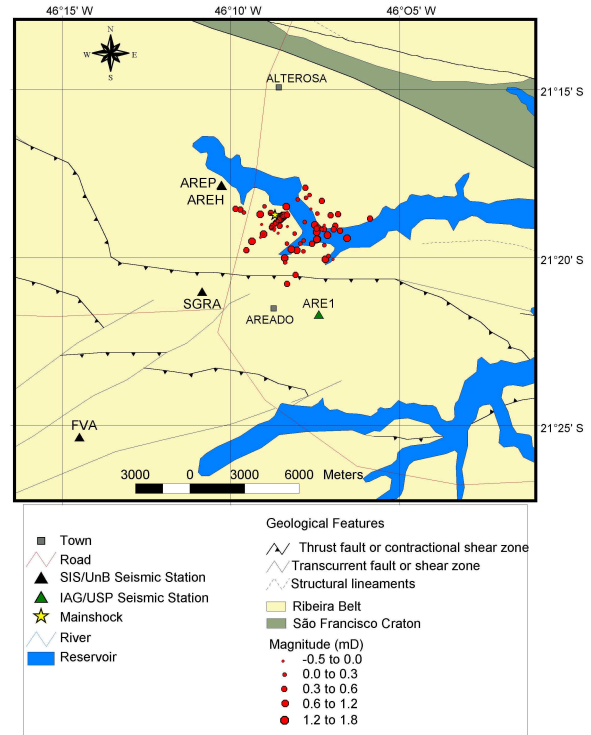 46°15' W 46°10' W 46°05' W
N
W E
S
ALTEROSA
21°15' S
AREP
AREH
21°20' S
SGRA
AREADO
ARE1
FVA
21°25' S
3000 0 3000 6000 Meters
Town
Road
SIS/UnB Seismic Station
IAG/USP Seismic Station
Mainshock
River
Reservoir
Geological Features
Thrust fault or contractional shear zone
Transcurrent fault or shear zone
Structural lineaments
Ribeira Belt
São Francisco Craton
Magnitude (mD)
-0.5 to 0.0
0.0 to 0.3
0.3 to 0.6
0.6 to 1.2
1.2 to 1.8